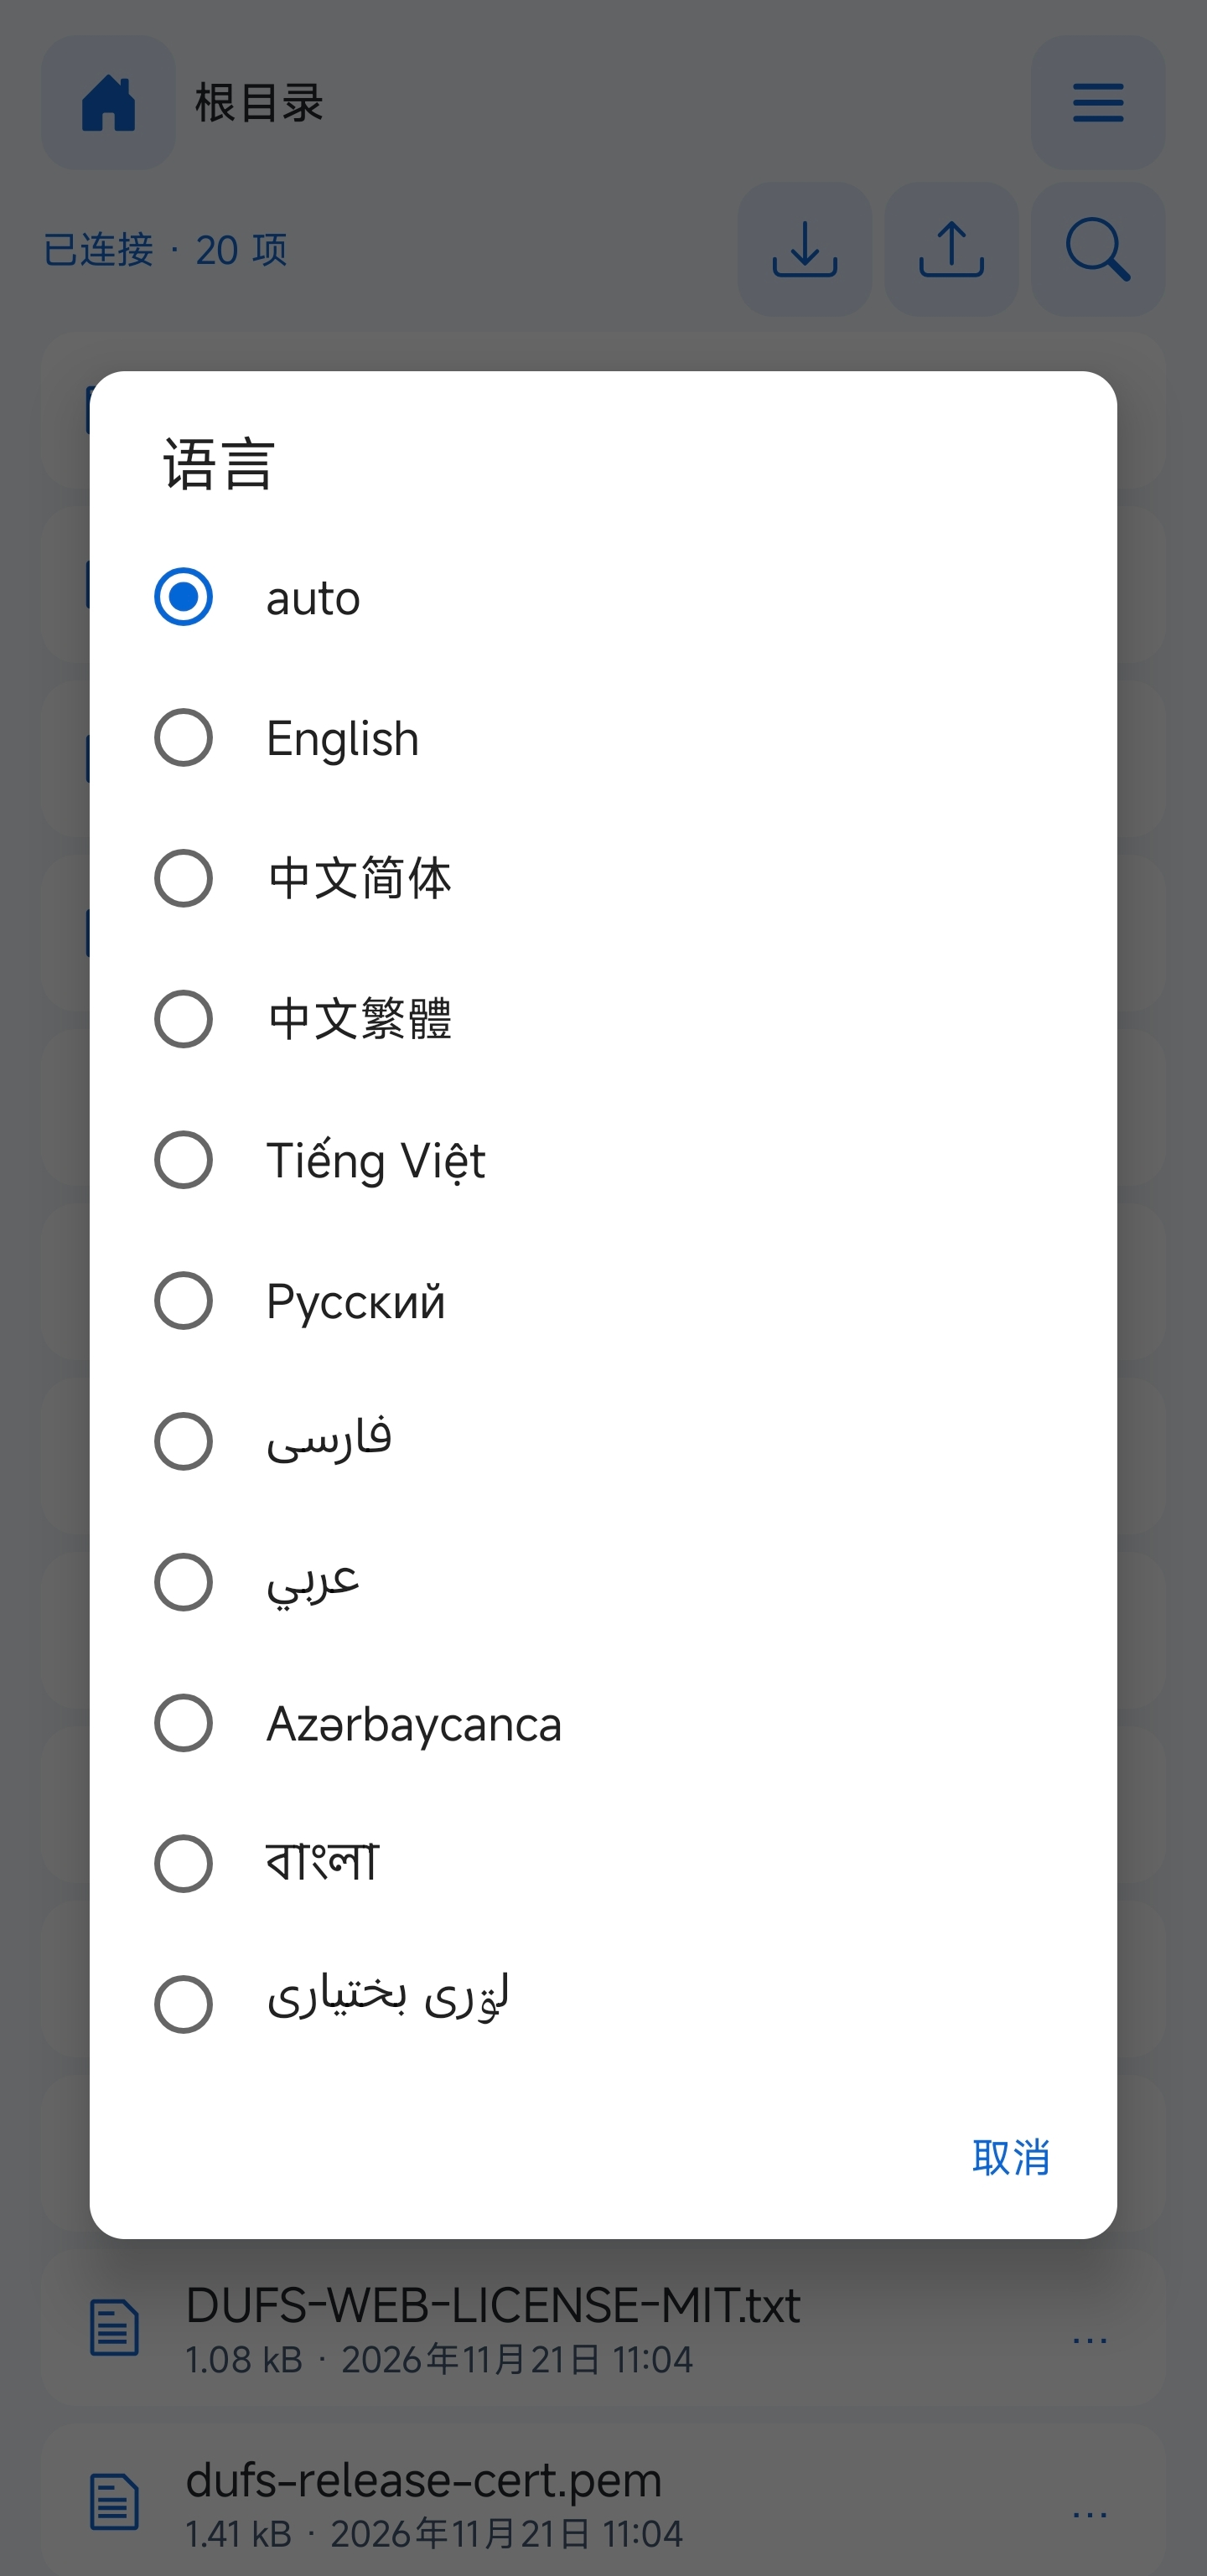 根目录
已连接 · 20 项
语言
auto
English
中文简体
中文繁體
Tiếng Việt
Русский
فارسی
عربي
Azərbaycanca
বাংলা
لۊری بختیاری
取消
DUFS-WEB-LICENSE-MIT.txt
1.08 kB · 2026年11月21日 11:04
...
dufs-release-cert.pem
1.41 kB · 2026年11月21日 11:04
...